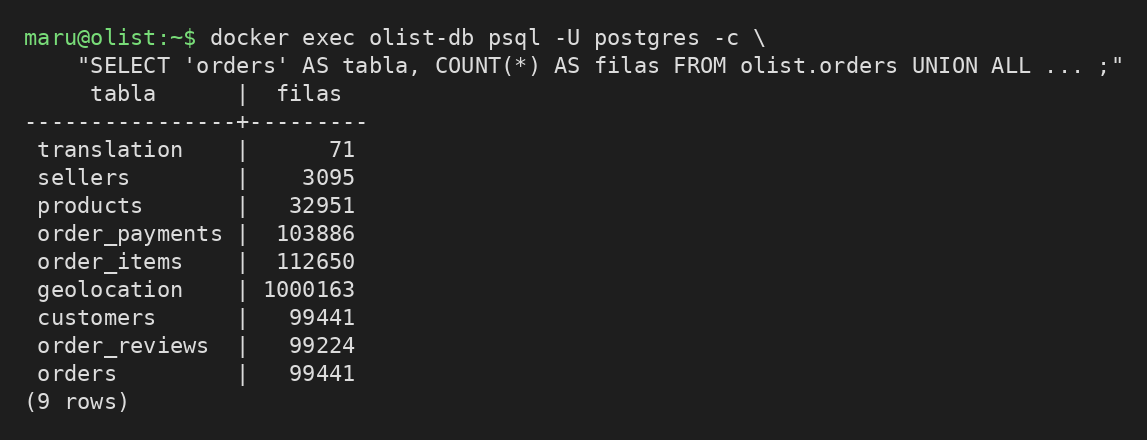 maru@olist:~$ docker exec olist-db psql -U postgres -c \
    "SELECT 'orders' AS tabla, COUNT(*) AS filas FROM olist.orders UNION ALL ... ;"
     tabla      |  filas
----------------+---------
 translation    |      71
 sellers        |    3095
 products       |   32951
 order_payments |  103886
 order_items    |  112650
 geolocation    | 1000163
 customers      |   99441
 order_reviews  |   99224
 orders         |   99441
(9 rows)